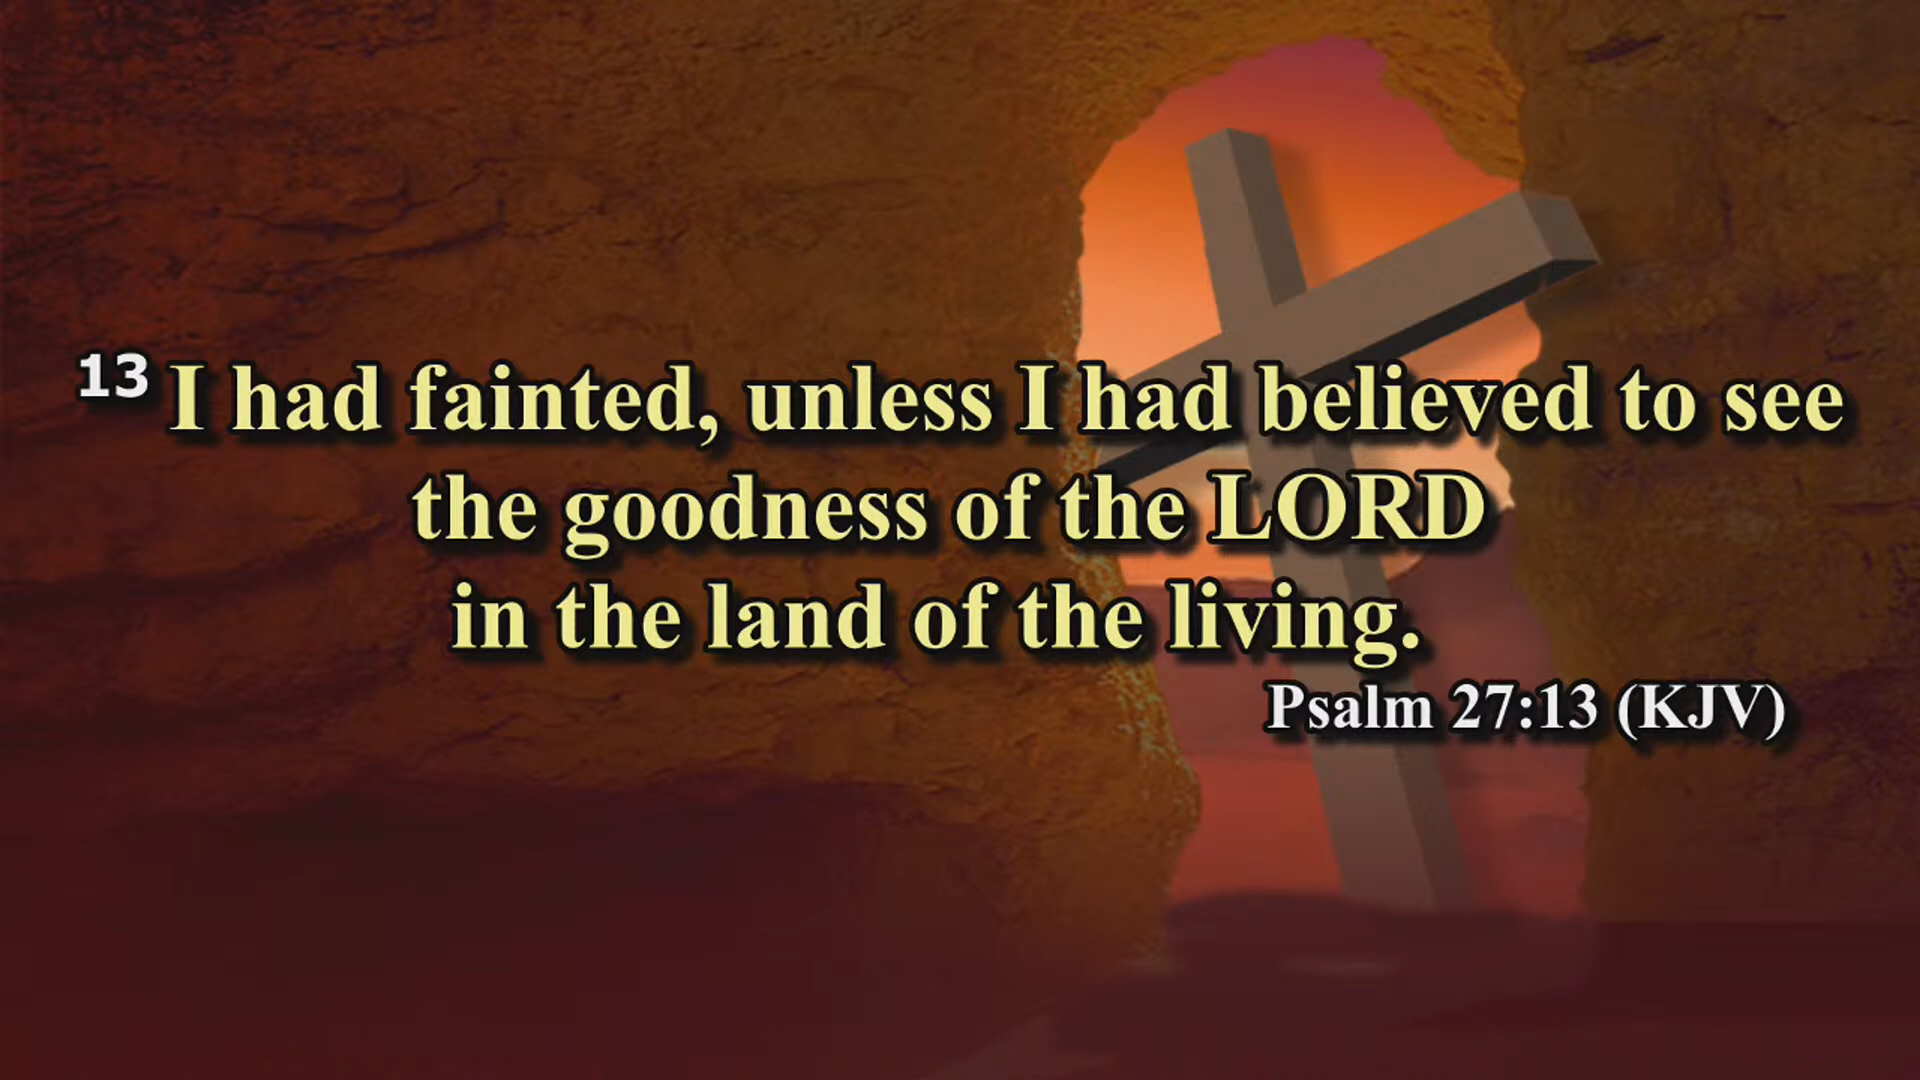 13 I had fainted, unless I had believed to see
the goodness of the LORD
in the land of the living.
Psalm 27:13 (KJV)